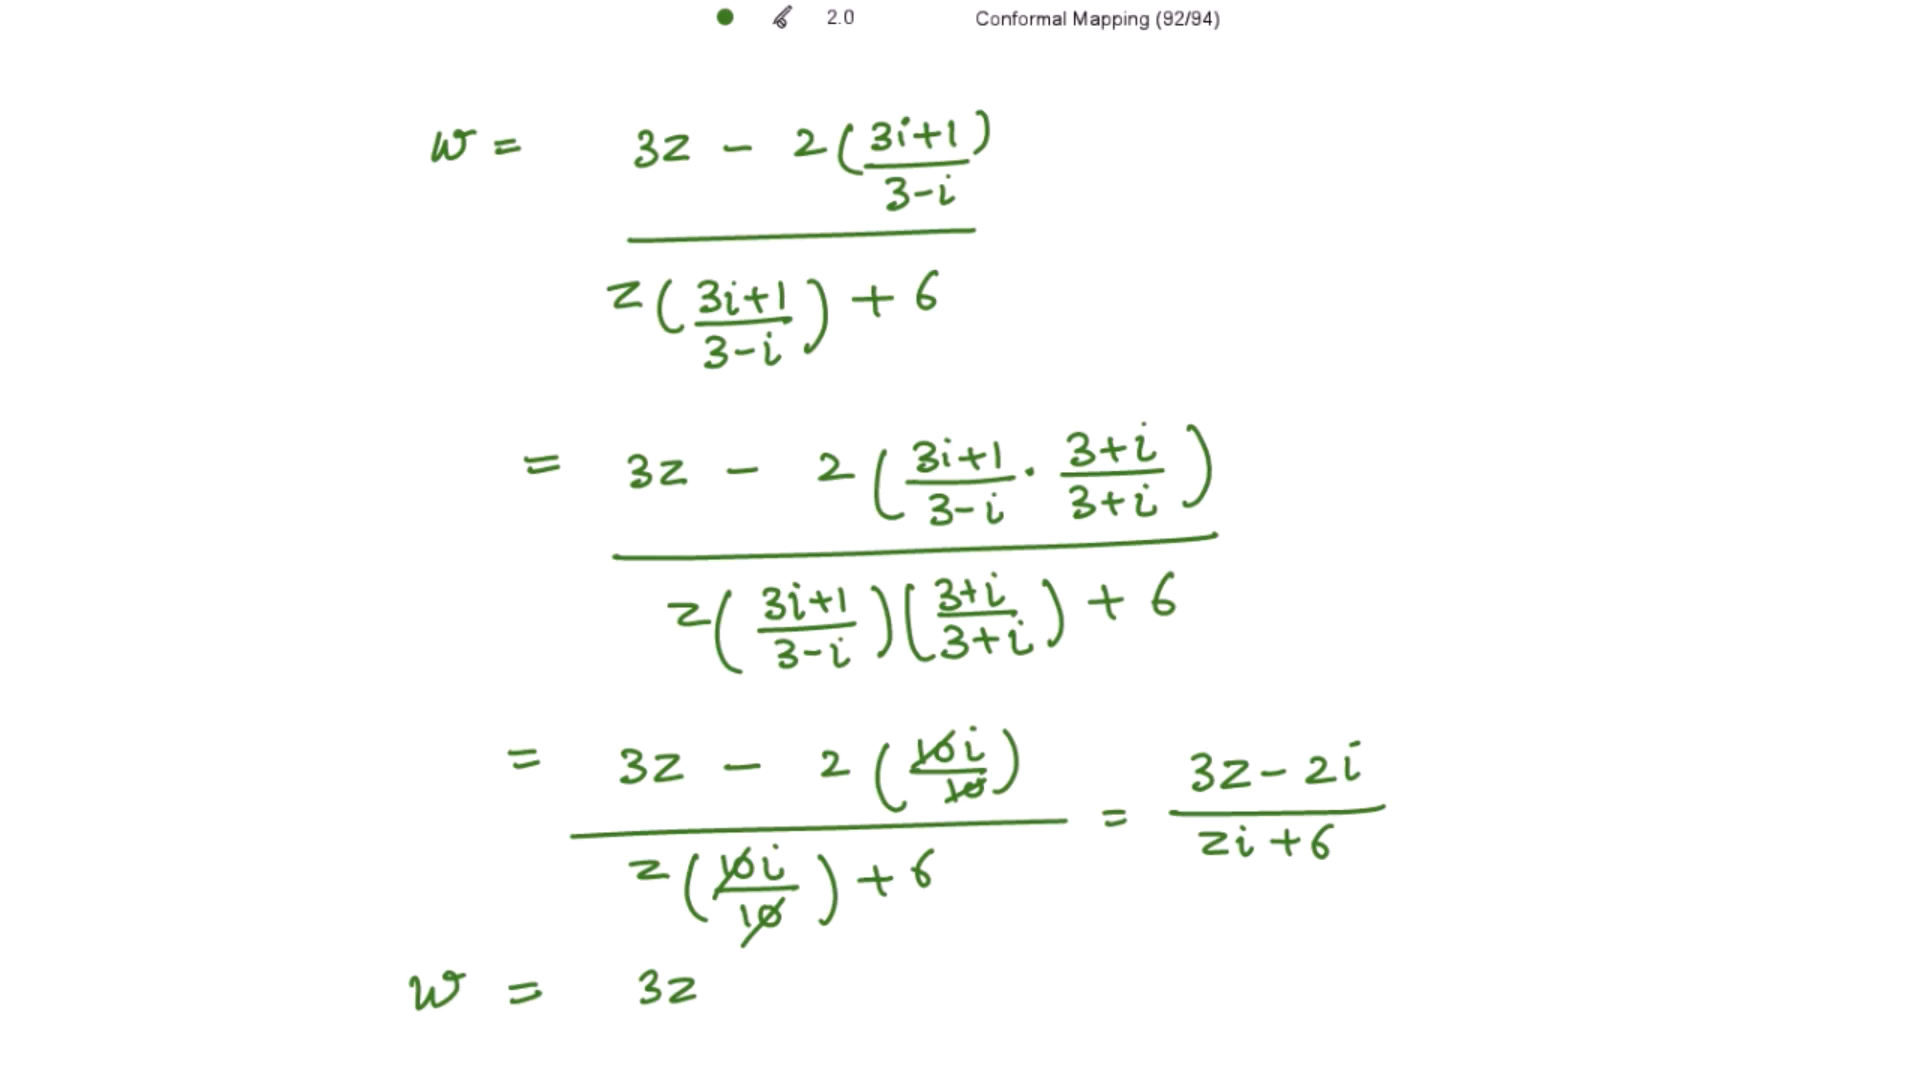 2.0 Conformal Mapping (92/94)
w = (3z - 2((3i+1)/(3-i))) / (z((3i+1)/(3-i)) + 6)
= (3z - 2((3i+1)/(3-i) · (3+i)/(3+i))) / (z((3i+1)/(3-i))((3+i)/(3+i)) + 6)
= (3z - 2(10i/10)) / (z(10i/10) + 6) = (3z - 2i)/(zi + 6)
w = 3z